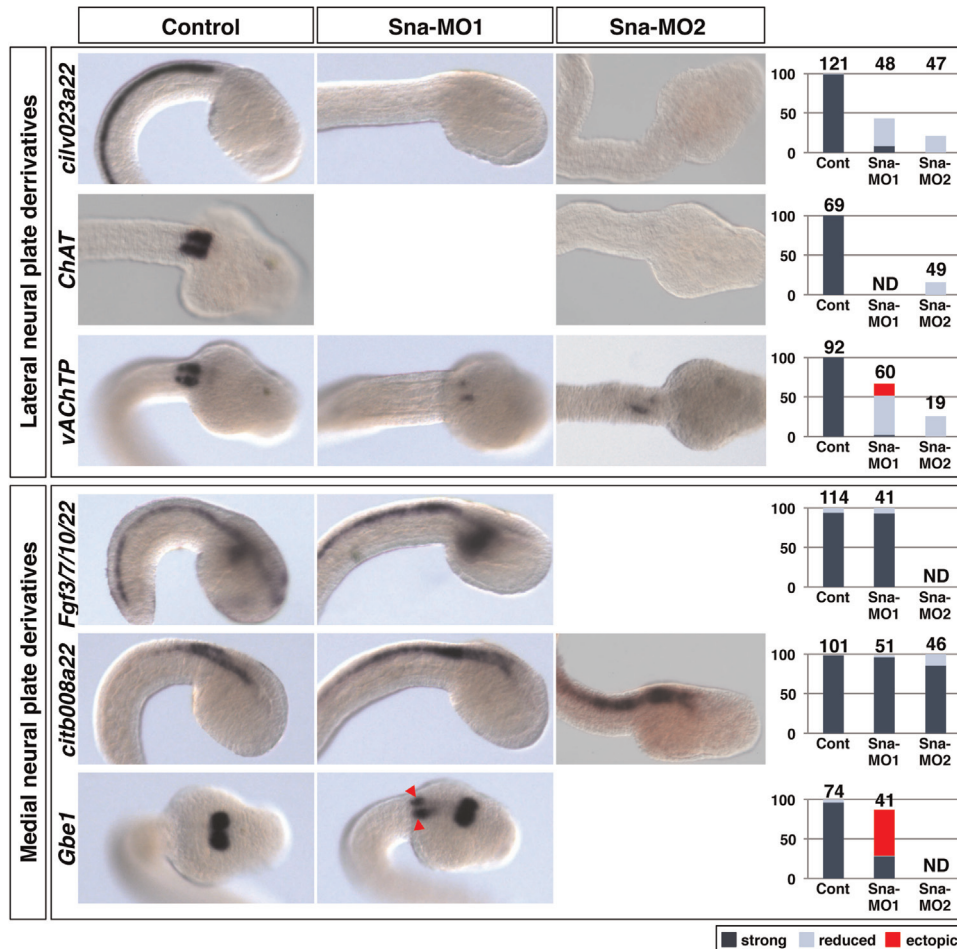 Control
Sna-MO1
Sna-MO2
Lateral neural plate derrivatives
cilv023a22
121 48 47
100
50
0
Cont Sna-MO1 Sna-MO2
ChAT
69
ND
49
100
50
0
Cont Sna-MO1 Sna-MO2
vAChTP
92
60
19
100
50
0
Cont Sna-MO1 Sna-MO2
Medial neural plate derivatives
Fgf3/7/10/22
114 41
ND
100
50
0
Cont Sna-MO1 Sna-MO2
citb008a22
101 51 46
100
50
0
Cont Sna-MO1 Sna-MO2
Gbe1
74
41
ND
100
50
0
Cont Sna-MO1 Sna-MO2
strong reduced ectopic